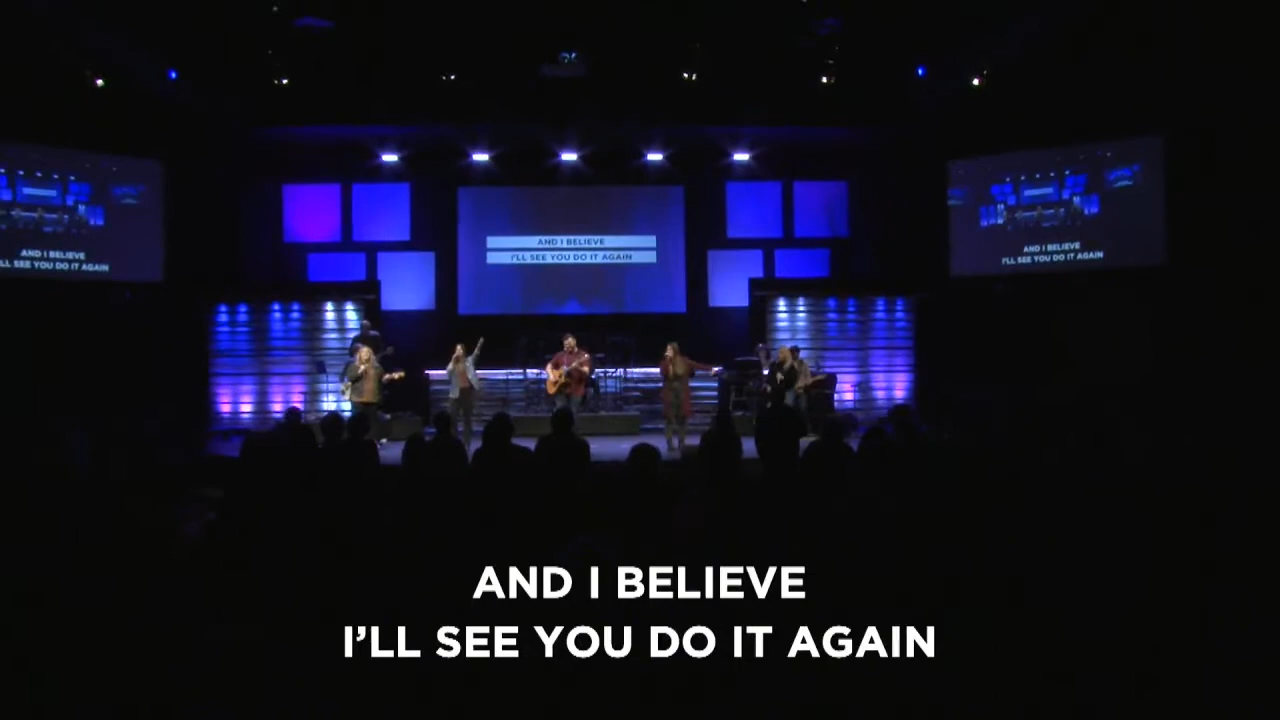 AND I BELIEVE
I'LL SEE YOU DO IT AGAIN
AND I BELIEVE
LL SEE YOU DO IT AGAIN
AND I BELIEVE
I'LL SEE YOU DO IT AGAIN
AND I BELIEVE
I’LL SEE YOU DO IT AGAIN